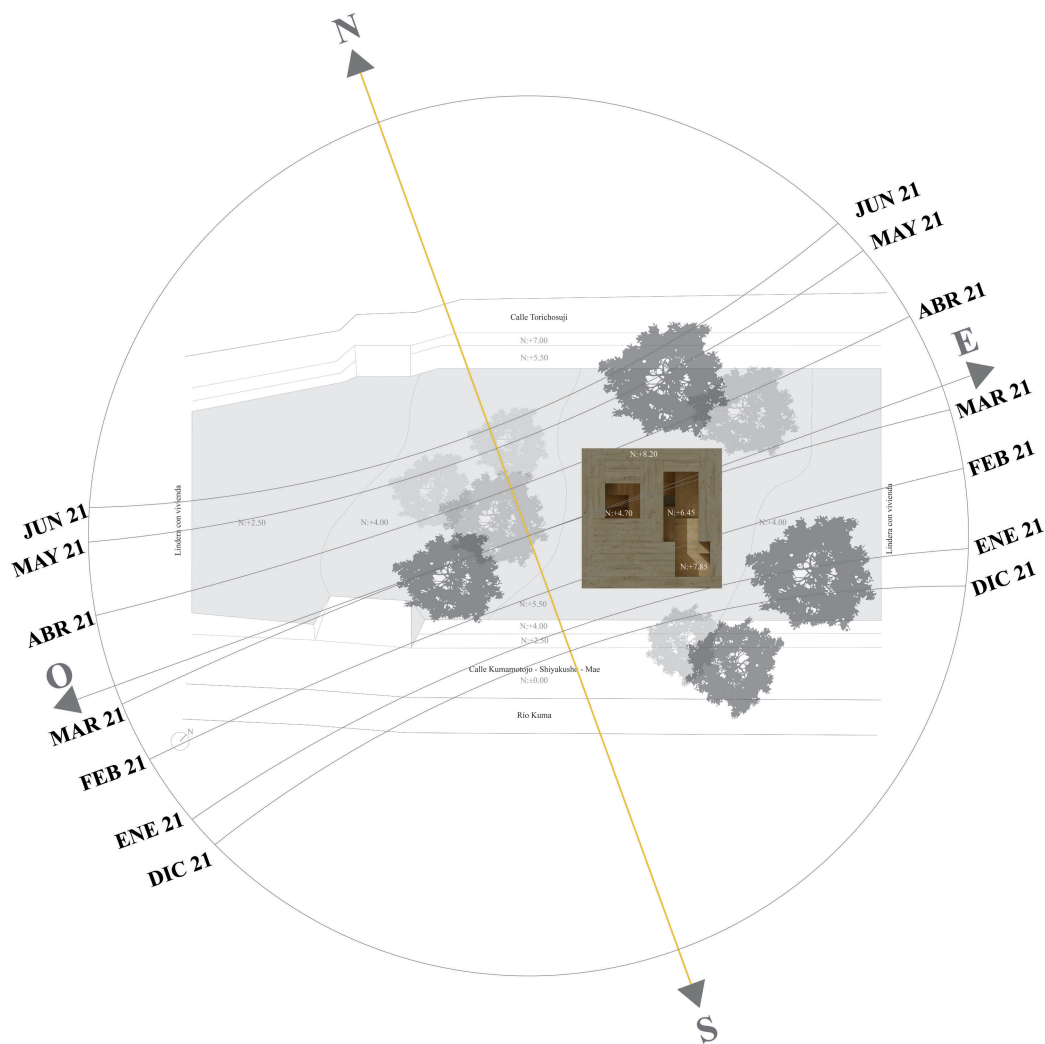 N
JUN 21
MAY 21
ABR 21
E
MAR 21
FEB 21
ENE 21
DIC 21
Calle Torichosuji
N:+7.00
N:+5.50
N:+8.20
N:+4.70
N:+6.45
N:+7.85
Lindera con vivienda
N:+2.50
N:+4.00
N:+4.00
Lindera con vivienda
JUN 21
MAY 21
ABR 21
O
MAR 21
FEB 21
ENE 21
DIC 21
N:+5.50
N:+4.00
N:+2.50
Calle Kumamotojo - Shiyakusho - Mae
N:±0.00
Río Kuma
N
S